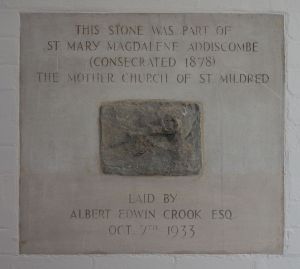 THIS STONE WAS PART OF
ST MARY MAGDALENE ADDISCOMBE
(CONSECRATED 1878)
THE MOTHER CHURCH OF ST MILDRED
LAID BY
ALBERT EDWIN CROOK ESQ
OCT. 7TH 1933